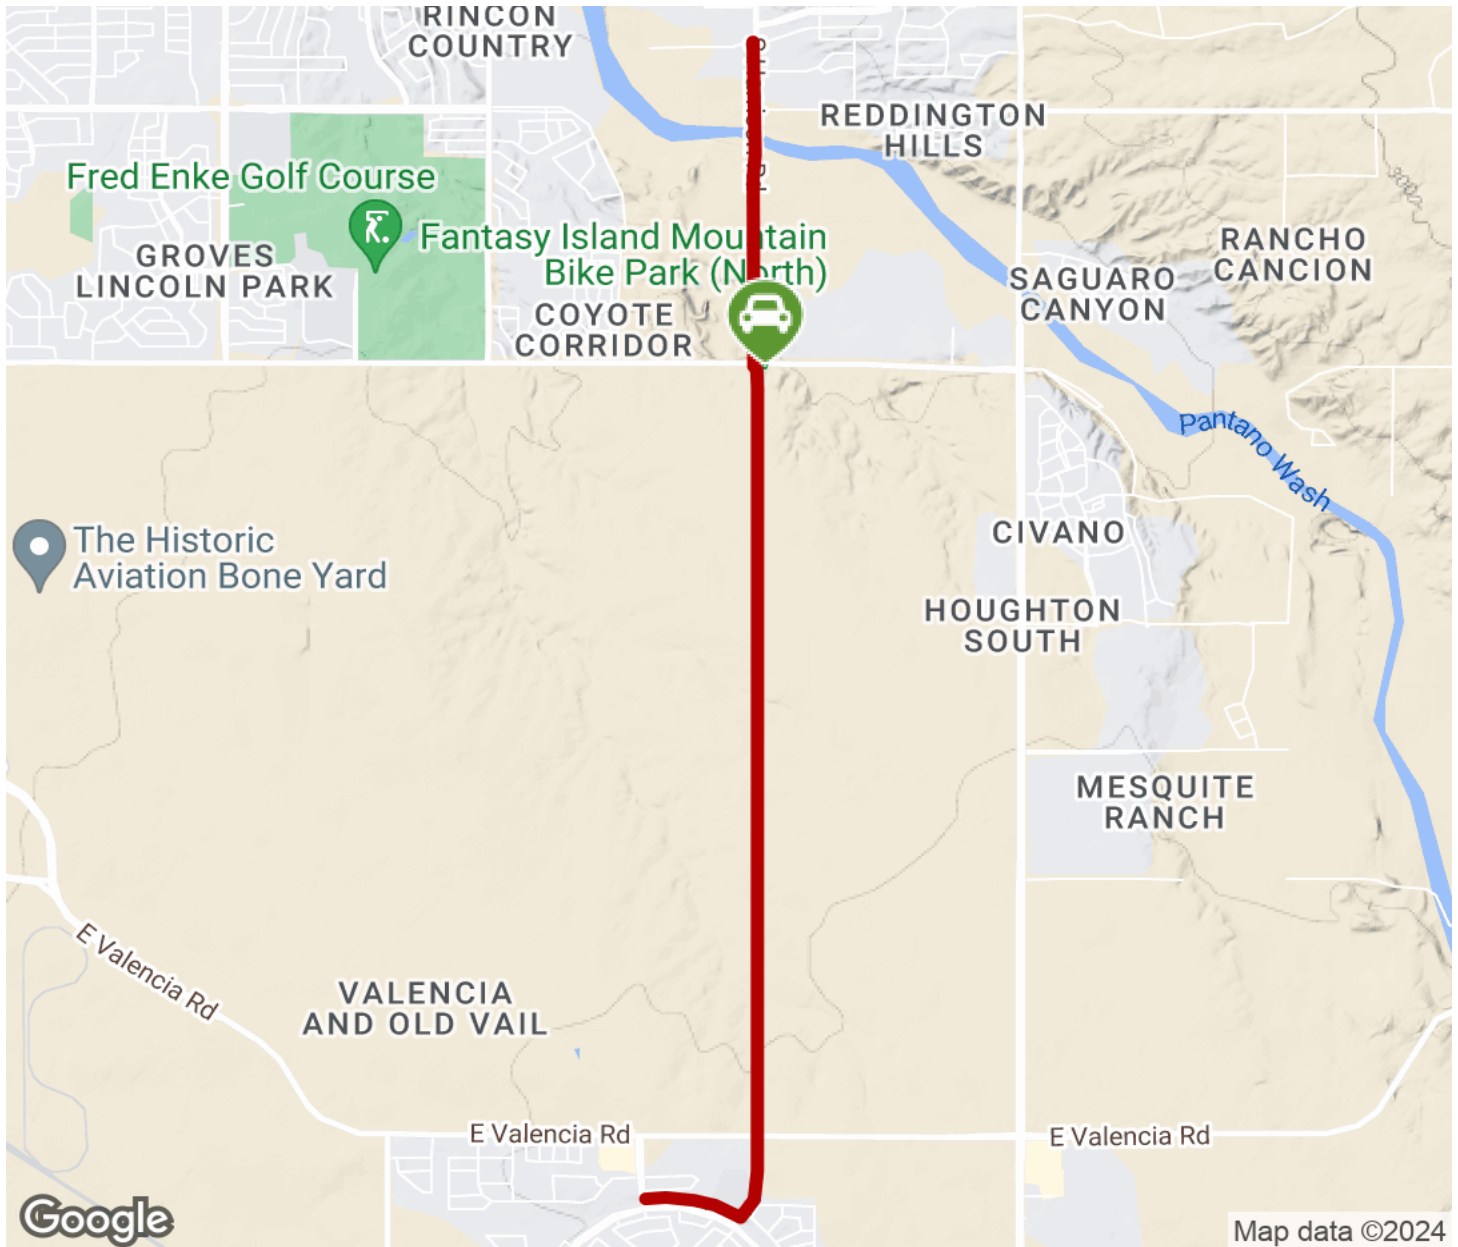 RINCON
COUNTRY
REDDINGTON
HILLS
Fred Enke Golf Course
Fantasy Island Mountain
Bike Park (North)
GROVES
LINCOLN PARK
COYOTE
CORRIDOR
SAGUARO
CANYON
RANCHO
CANCION
Pantano Wash
The Historic
Aviation Bone Yard
CIVANO
HOUGHTON
SOUTH
MESQUITE
RANCH
E Valencia Rd
VALENCIA
AND OLD VAIL
E Valencia Rd
E Valencia Rd
Google
Map data ©2024